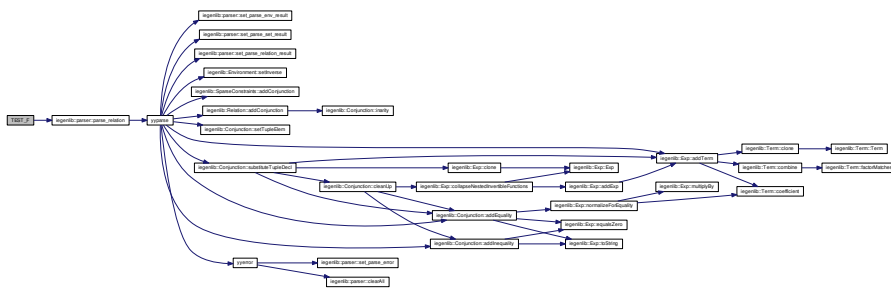 iegenlib::parser::set_parse_env_result
iegenlib::parser::set_parse_set_result
iegenlib::parser::set_parse_relation_result
iegenlib::Environment::setInverse
iegenlib::SparseConstraints::addConjunction
TEST_F
iegenlib::parser::parse_relation
yyparse
iegenlib::Relation::addConjunction
iegenlib::Conjunction::inarity
iegenlib::Conjunction::setTupleElem
iegenlib::Exp::addTerm
iegenlib::Term::clone
iegenlib::Term::Term
iegenlib::Conjunction::substituteTupleDecl
iegenlib::Exp::clone
iegenlib::Exp::Exp
iegenlib::Term::combine
iegenlib::Term::factorMatches
iegenlib::Conjunction::cleanUp
iegenlib::Exp::collapseNestedInvertibleFunctions
iegenlib::Exp::addExp
iegenlib::Exp::multiplyBy
iegenlib::Term::coefficient
iegenlib::Exp::normalizeForEquality
iegenlib::Conjunction::addEquality
iegenlib::Exp::equalsZero
iegenlib::Conjunction::addInequality
iegenlib::Exp::toString
yyerror
iegenlib::parser::set_parse_error
iegenlib::parser::clearAll